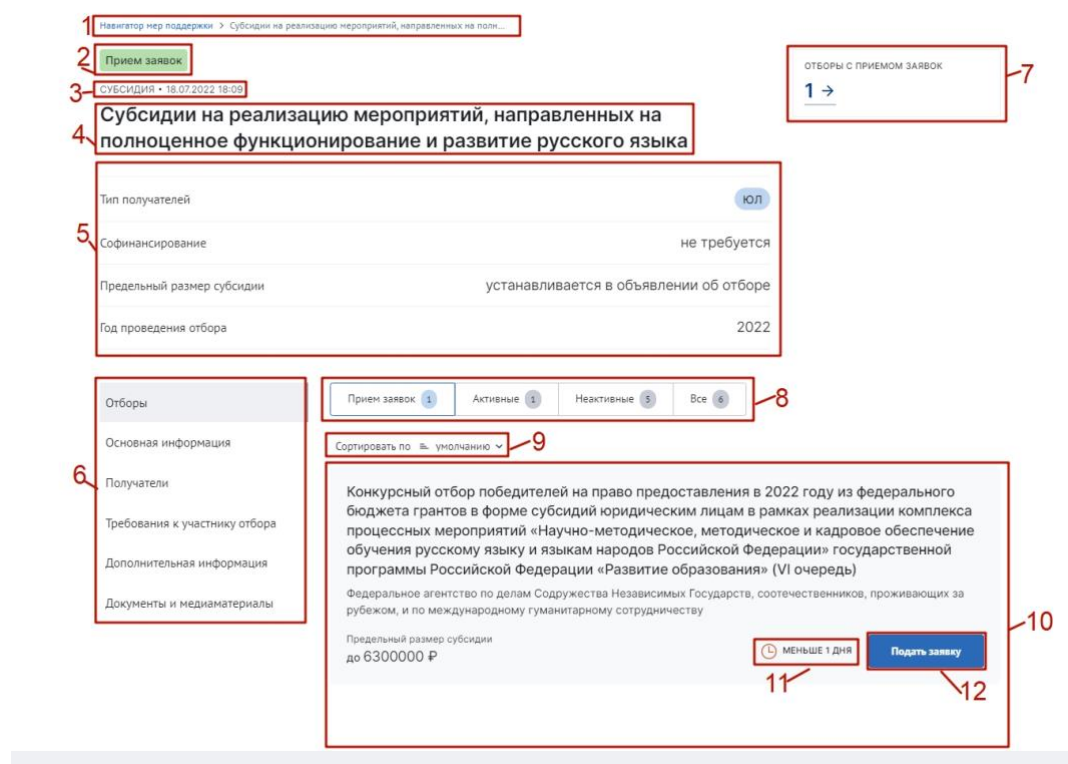 1
Навигатор мер поддержки > Субсидии на реализацию мероприятий, направленных на полн...
2
Прием заявок
3
СУБСИДИЯ • 18.07.2022 18:09
4
Субсидии на реализацию мероприятий, направленных на
полноценное функционирование и развитие русского языка
ОТБОРЫ С ПРИЕМОМ ЗАЯВОК
1 →
7
5
Тип получателей ЮЛ
Софинансирование не требуется
Предельный размер субсидии устанавливается в объявлении об отборе
Год проведения отбора 2022
6
Отборы
Основная информация
Получатели
Требования к участнику отбора
Дополнительная информация
Документы и медиаматериалы
Прием заявок 1 Активные 1 Неактивные 5 Все 6
8
Сортировать по умолчанию
9
Конкурсный отбор победителей на право предоставления в 2022 году из федерального
бюджета грантов в форме субсидий юридическим лицам в рамках реализации комплекса
процессных мероприятий «Научно-методическое, методическое и кадровое обеспечение
обучения русскому языку и языкам народов Российской Федерации» государственной
программы Российской Федерации «Развитие образования» (VI очередь)
Федеральное агентство по делам Содружества Независимых Государств, соотечественников, проживающих за
рубежом, и по международному гуманитарному сотрудничеству
Предельный размер субсидии
до 6300000 ₽
МЕНЬШЕ 1 ДНЯ
Подать заявку
10
11
12